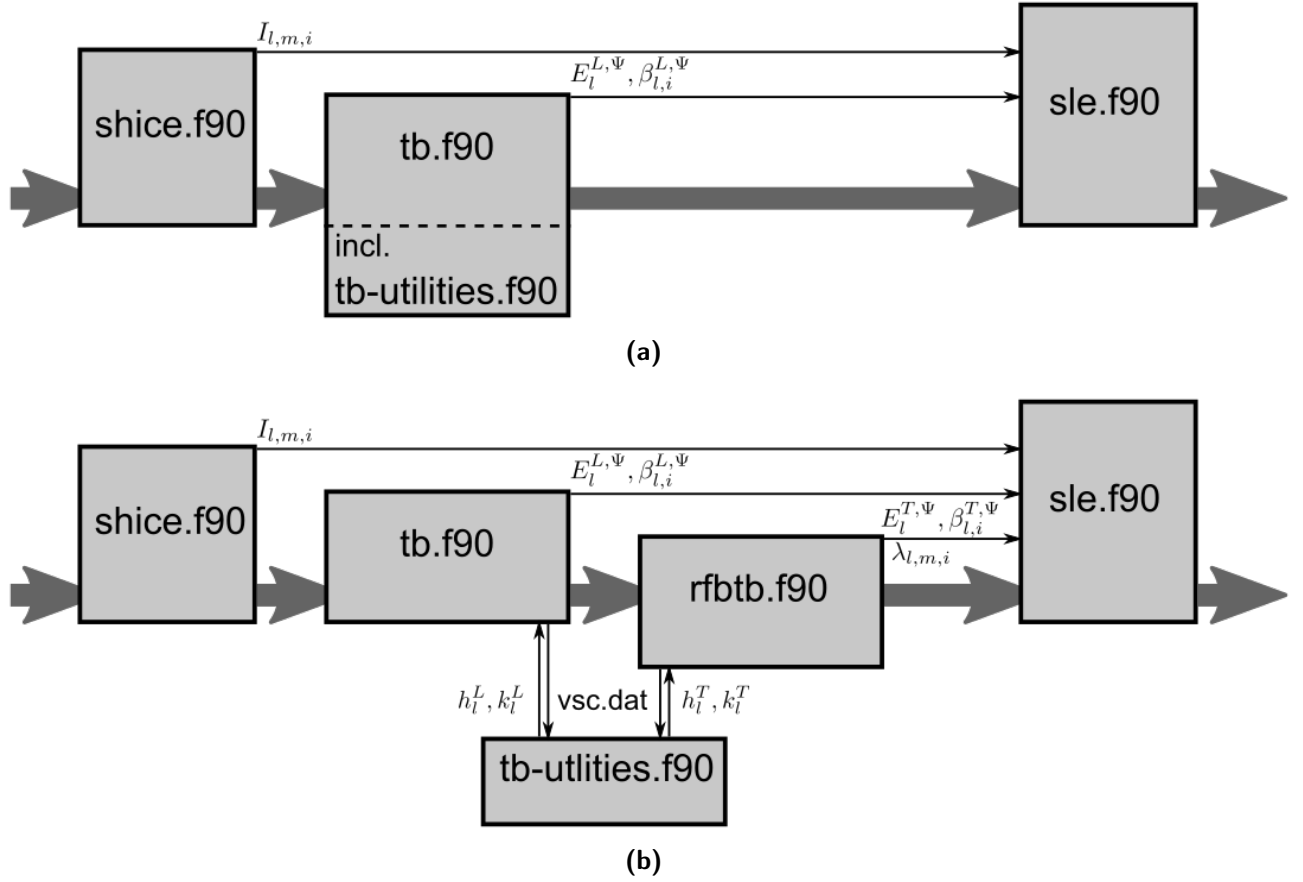 I_{l,m,i}
E_l^{L,Ψ}, β_{l,i}^{L,Ψ}
shice.f90
tb.f90
sle.f90
incl.
tb-utilities.f90
(a)
I_{l,m,i}
E_l^{L,Ψ}, β_{l,i}^{L,Ψ}
E_l^{T,Ψ}, β_{l,i}^{T,Ψ}
λ_{l,m,i}
shice.f90
tb.f90
rfbtb.f90
sle.f90
h_l^L, k_l^L
vsc.dat
h_l^T, k_l^T
tb-utlities.f90
(b)